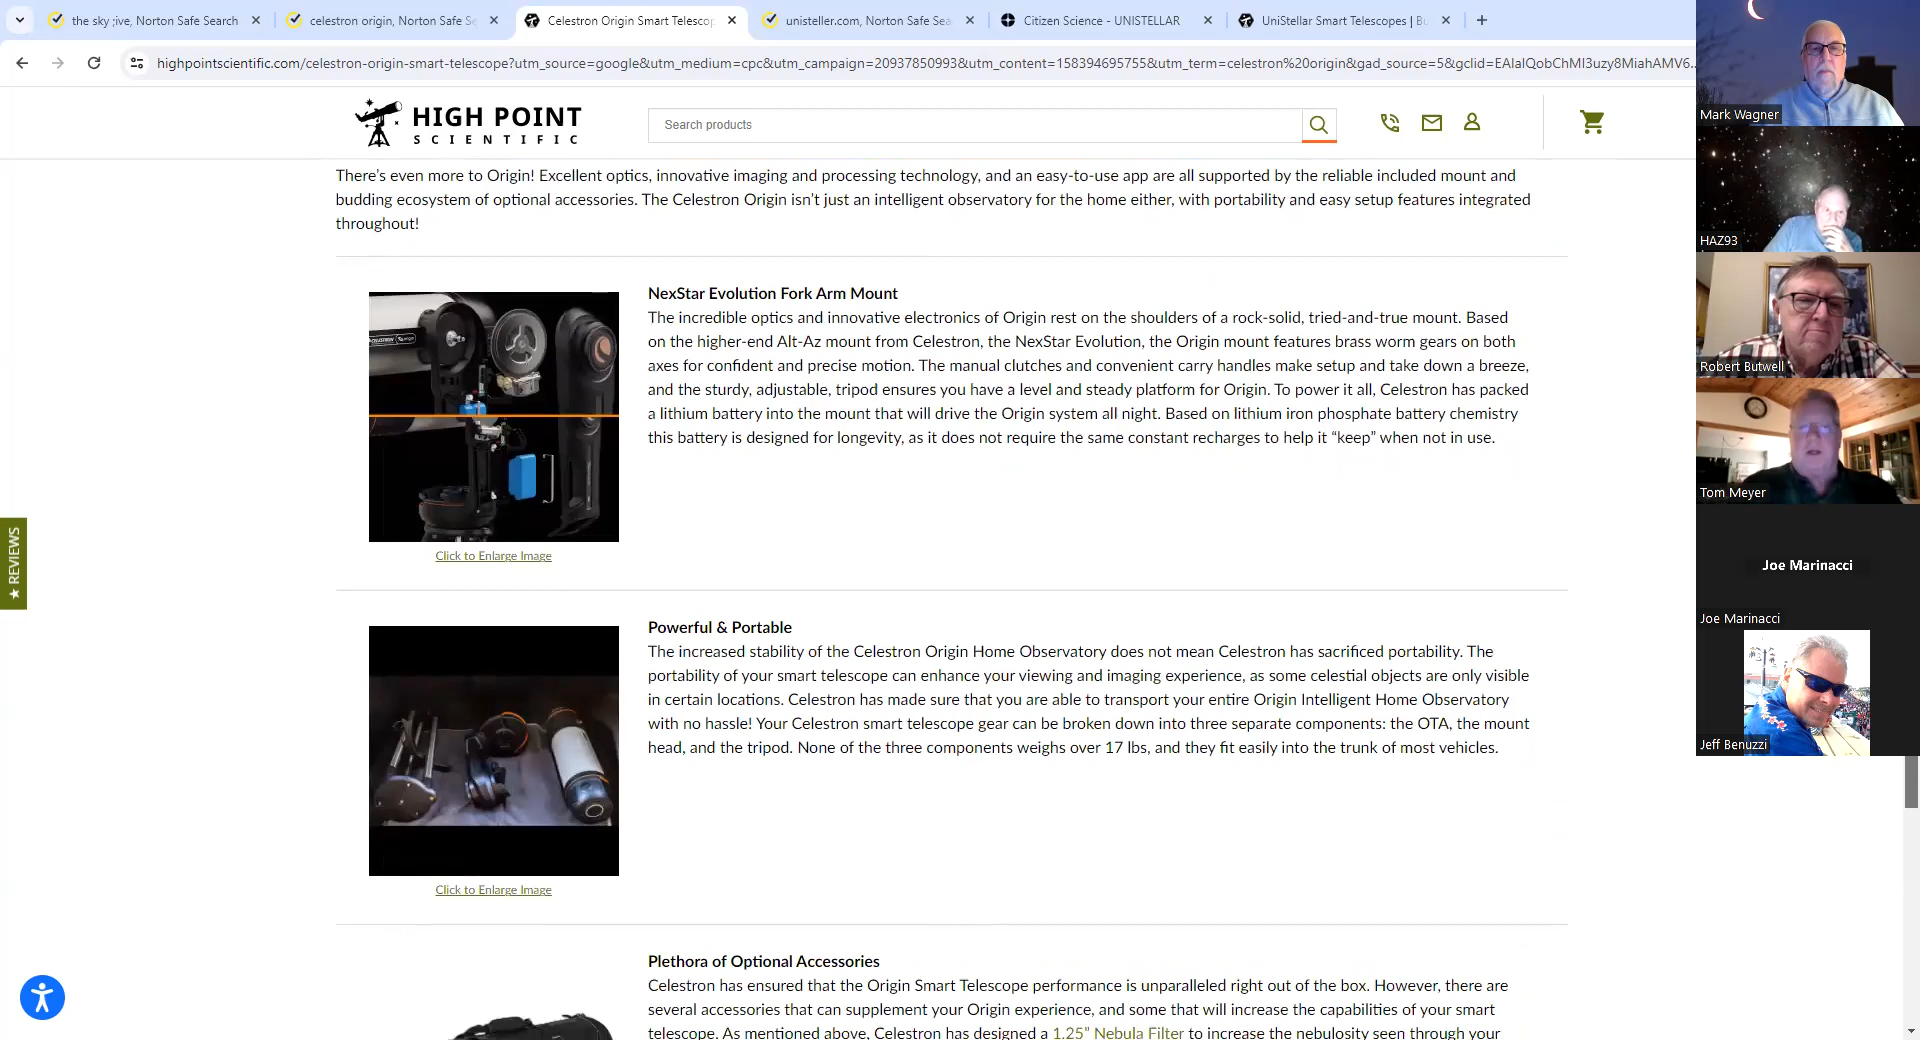 the sky ;ive, Norton Safe Search
celestron origin, Norton Safe Se
Celestron Origin Smart Telescop
unisteller.com, Norton Safe Sea
Citizen Science - UNISTELLAR
UniStellar Smart Telescopes | Bu
highpointscientific.com/celestron-origin-smart-telescope?utm_source=google&utm_medium=cpc&utm_campaign=20937850993&utm_content=158394695755&utm_term=celestron%20origin&gad_source=5&gclid=EAIaIQobChMI3uzy8MiahAMV6...
HIGH POINT
SCIENTIFIC
Search products
There’s even more to Origin! Excellent optics, innovative imaging and processing technology, and an easy-to-use app are all supported by the reliable included mount and
budding ecosystem of optional accessories. The Celestron Origin isn’t just an intelligent observatory for the home either, with portability and easy setup features integrated
throughout!
NexStar Evolution Fork Arm Mount
The incredible optics and innovative electronics of Origin rest on the shoulders of a rock-solid, tried-and-true mount. Based
on the higher-end Alt-Az mount from Celestron, the NexStar Evolution, the Origin mount features brass worm gears on both
axes for confident and precise motion. The manual clutches and convenient carry handles make setup and take down a breeze,
and the sturdy, adjustable, tripod ensures you have a level and steady platform for Origin. To power it all, Celestron has packed
a lithium battery into the mount that will drive the Origin system all night. Based on lithium iron phosphate battery chemistry
this battery is designed for longevity, as it does not require the same constant recharges to help it “keep” when not in use.
Click to Enlarge Image
★ REVIEWS
Powerful & Portable
The increased stability of the Celestron Origin Home Observatory does not mean Celestron has sacrificed portability. The
portability of your smart telescope can enhance your viewing and imaging experience, as some celestial objects are only visible
in certain locations. Celestron has made sure that you are able to transport your entire Origin Intelligent Home Observatory
with no hassle! Your Celestron smart telescope gear can be broken down into three separate components: the OTA, the mount
head, and the tripod. None of the three components weighs over 17 lbs, and they fit easily into the trunk of most vehicles.
Click to Enlarge Image
Plethora of Optional Accessories
Celestron has ensured that the Origin Smart Telescope performance is unparalleled right out of the box. However, there are
several accessories that can supplement your Origin experience, and some that will increase the capabilities of your smart
telescope. As mentioned above, Celestron has designed a 1.25” Nebula Filter to increase the nebulosity seen through your
Mark Wagner
HAZ93
Robert Butwell
Tom Meyer
Joe Marinacci
Joe Marinacci
Jeff Benuzzi